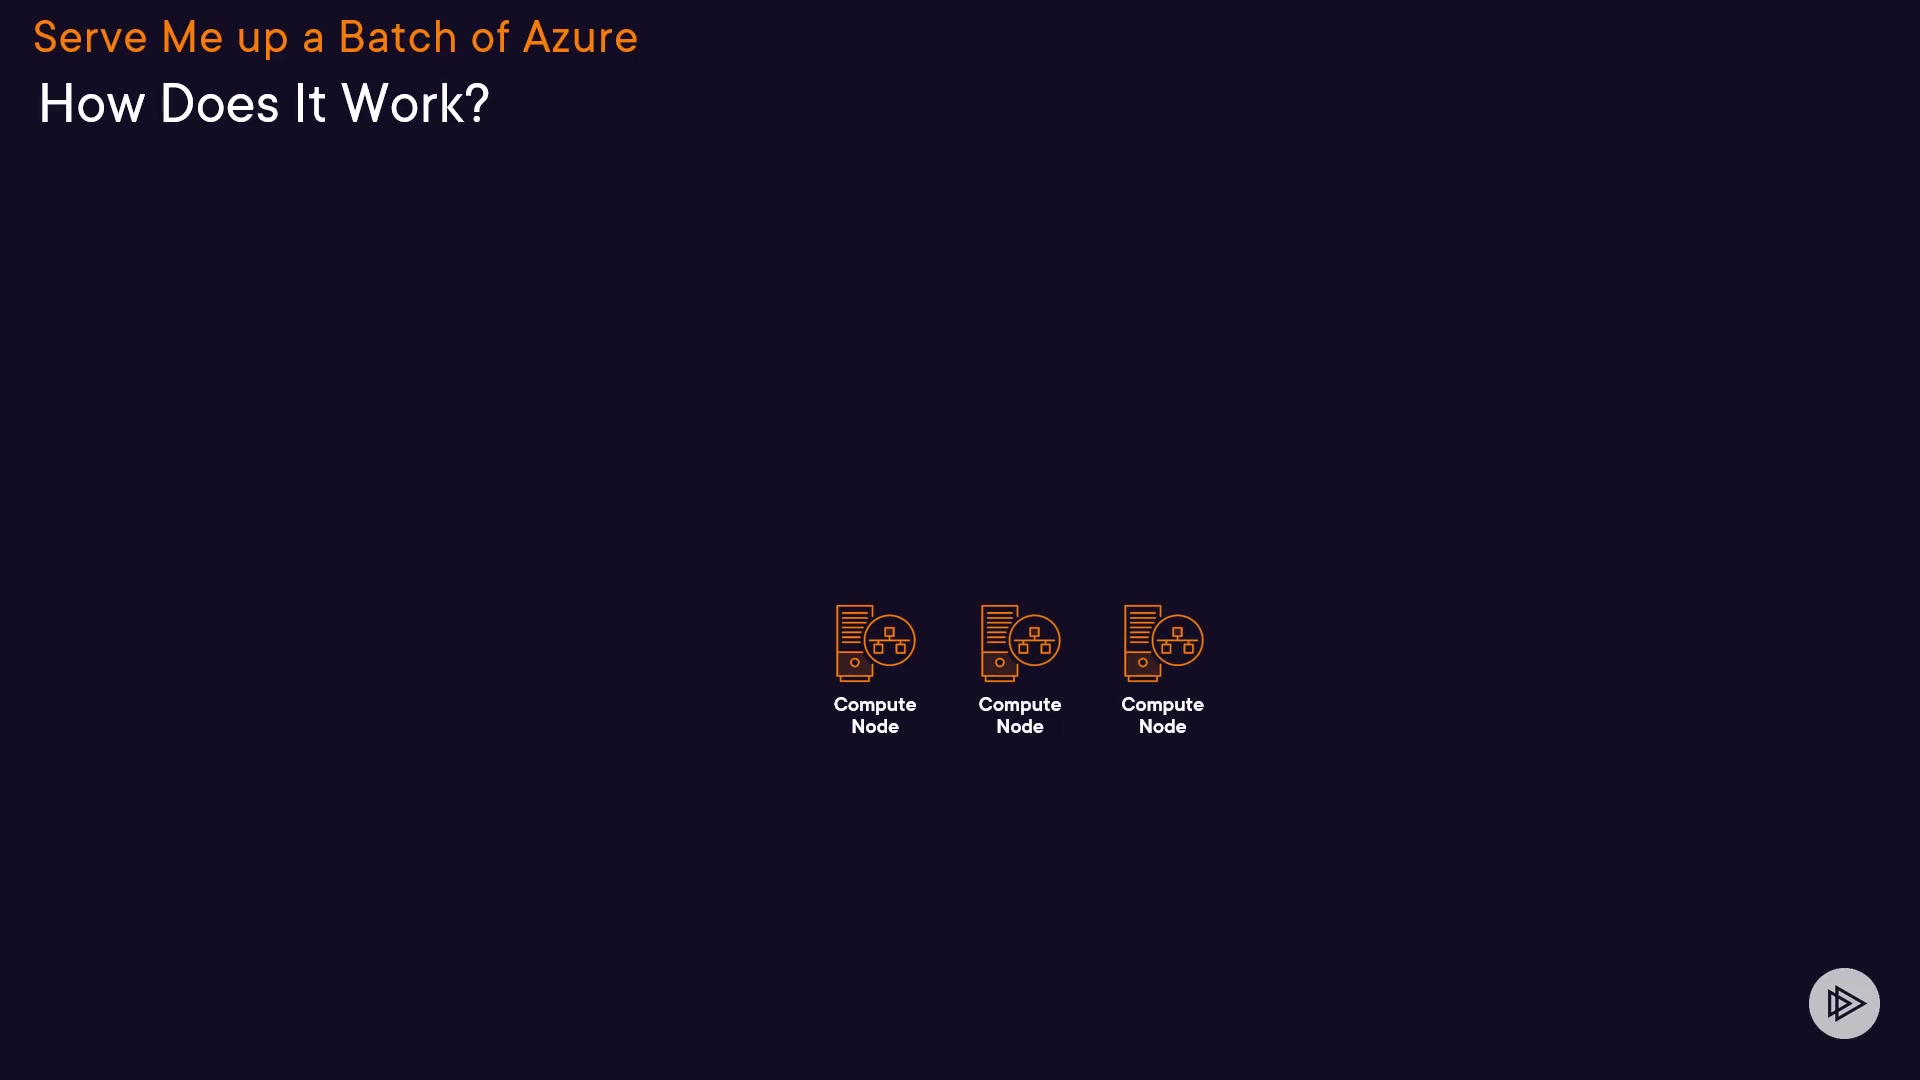 Serve Me up a Batch of Azure
How Does It Work?
Compute Compute Compute
Node Node Node